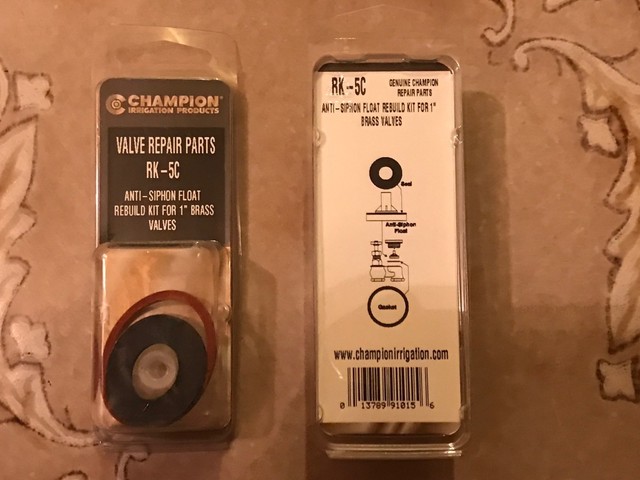 CHAMPION
IRRIGATION PRODUCTS
VALVE REPAIR PARTS
RK-5C
ANTI-SIPHON FLOAT
REBUILD KIT FOR 1" BRASS
VALVES
RK-5C
GENUINE CHAMPION
REPAIR PARTS
ANTI-SIPHON FLOAT REBUILD KIT FOR 1"
BRASS VALVES
Seal
Anti-Siphon
Float
Gasket
www.championirrigation.com
0 13789 91015 6